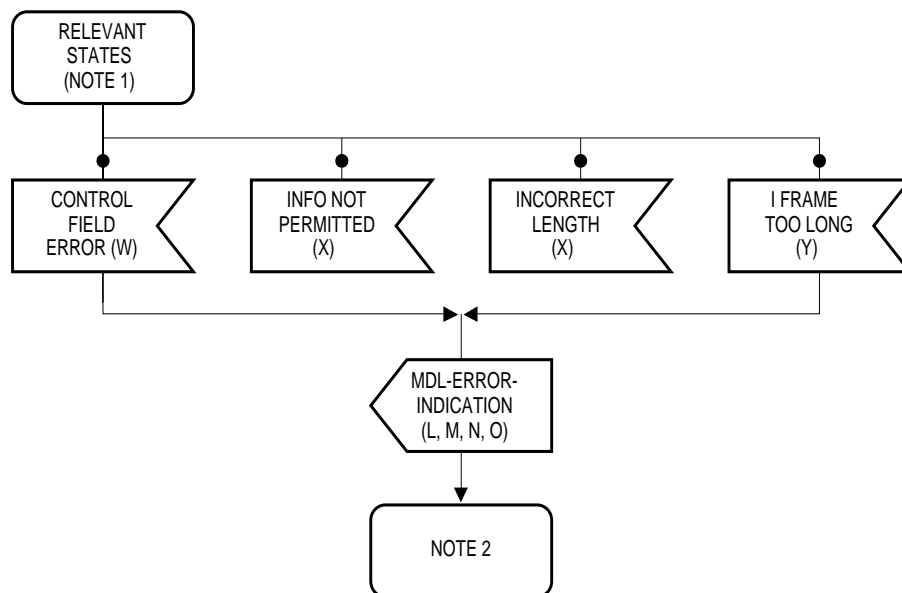 RELEVANT
STATES
(NOTE 1)
CONTROL
FIELD
ERROR (W)
INFO NOT
PERMITTED
(X)
INCORRECT
LENGTH
(X)
I FRAME
TOO LONG
(Y)
MDL-ERROR-
INDICATION
(L, M, N, O)
NOTE 2